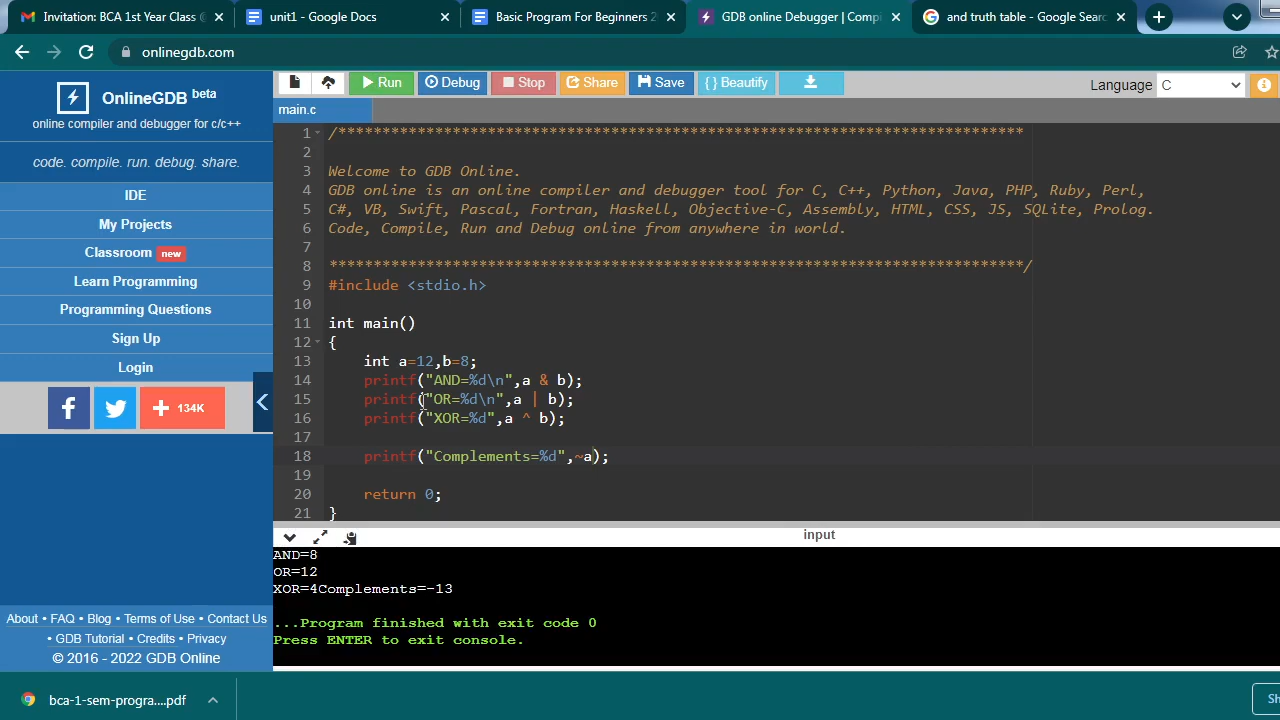 Invitation: BCA 1st Year Class
unit1 - Google Docs
Basic Program For Beginners 2
GDB online Debugger | Compi
and truth table - Google Searc
onlinegdb.com
OnlineGDB beta
online compiler and debugger for c/c++
code. compile. run. debug. share.
IDE
My Projects
Classroom new
Learn Programming
Programming Questions
Sign Up
Login
134K
About • FAQ • Blog • Terms of Use • Contact Us
• GDB Tutorial • Credits • Privacy
© 2016 - 2022 GDB Online
Run
Debug
Stop
Share
Save
{ } Beautify
Language C
main.c
1 /******************************************************************************
2
3 Welcome to GDB Online.
4 GDB online is an online compiler and debugger tool for C, C++, Python, Java, PHP, Ruby, Perl,
5 C#, VB, Swift, Pascal, Fortran, Haskell, Objective-C, Assembly, HTML, CSS, JS, SQLite, Prolog.
6 Code, Compile, Run and Debug online from anywhere in world.
7
8 *******************************************************************************/
9 #include <stdio.h>
10
11 int main()
12 {
13 int a=12,b=8;
14 printf("AND=%d\n",a & b);
15 printf("OR=%d\n",a | b);
16 printf("XOR=%d",a ^ b);
17
18 printf("Complements=%d",~a);
19
20 return 0;
21 }
input
AND=8
OR=12
XOR=4Complements=-13
...Program finished with exit code 0
Press ENTER to exit console.
bca-1-sem-progra....pdf
Sh